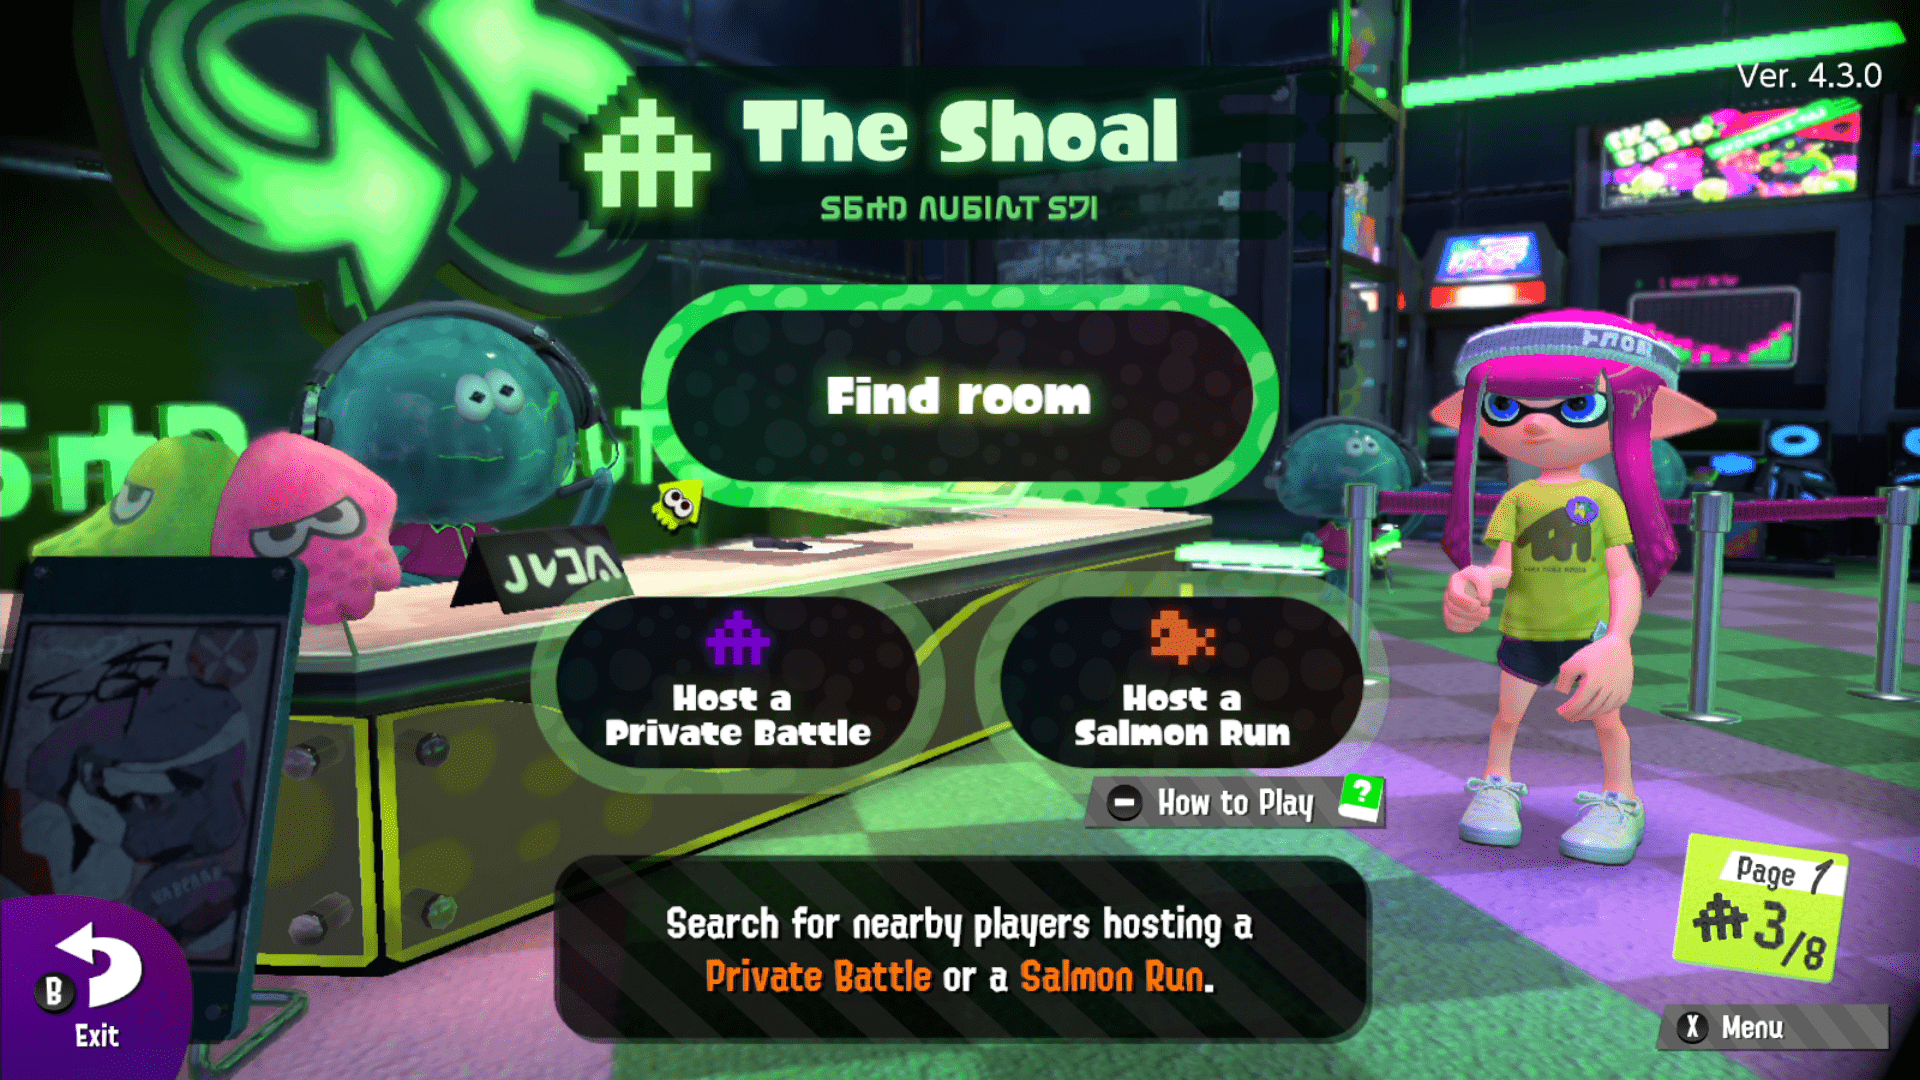 Ver. 4.3.0
The Shoal
Find room
Host a
Private Battle
Host a
Salmon Run
How to Play
?
Search for nearby players hosting a
Private Battle or a Salmon Run.
Page 1
3/8
B
Exit
X Menu